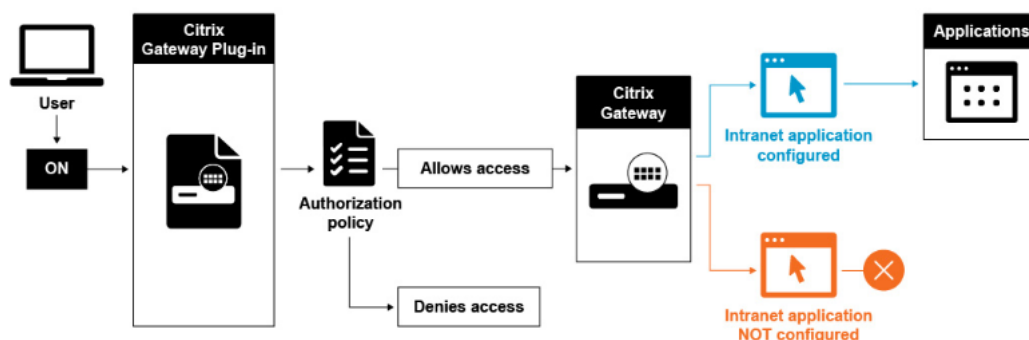 User
ON
Citrix
Gateway Plug-in
Authorization
policy
Allows access
Denies access
Citrix
Gateway
Intranet application
configured
Intranet application
NOT configured
Applications